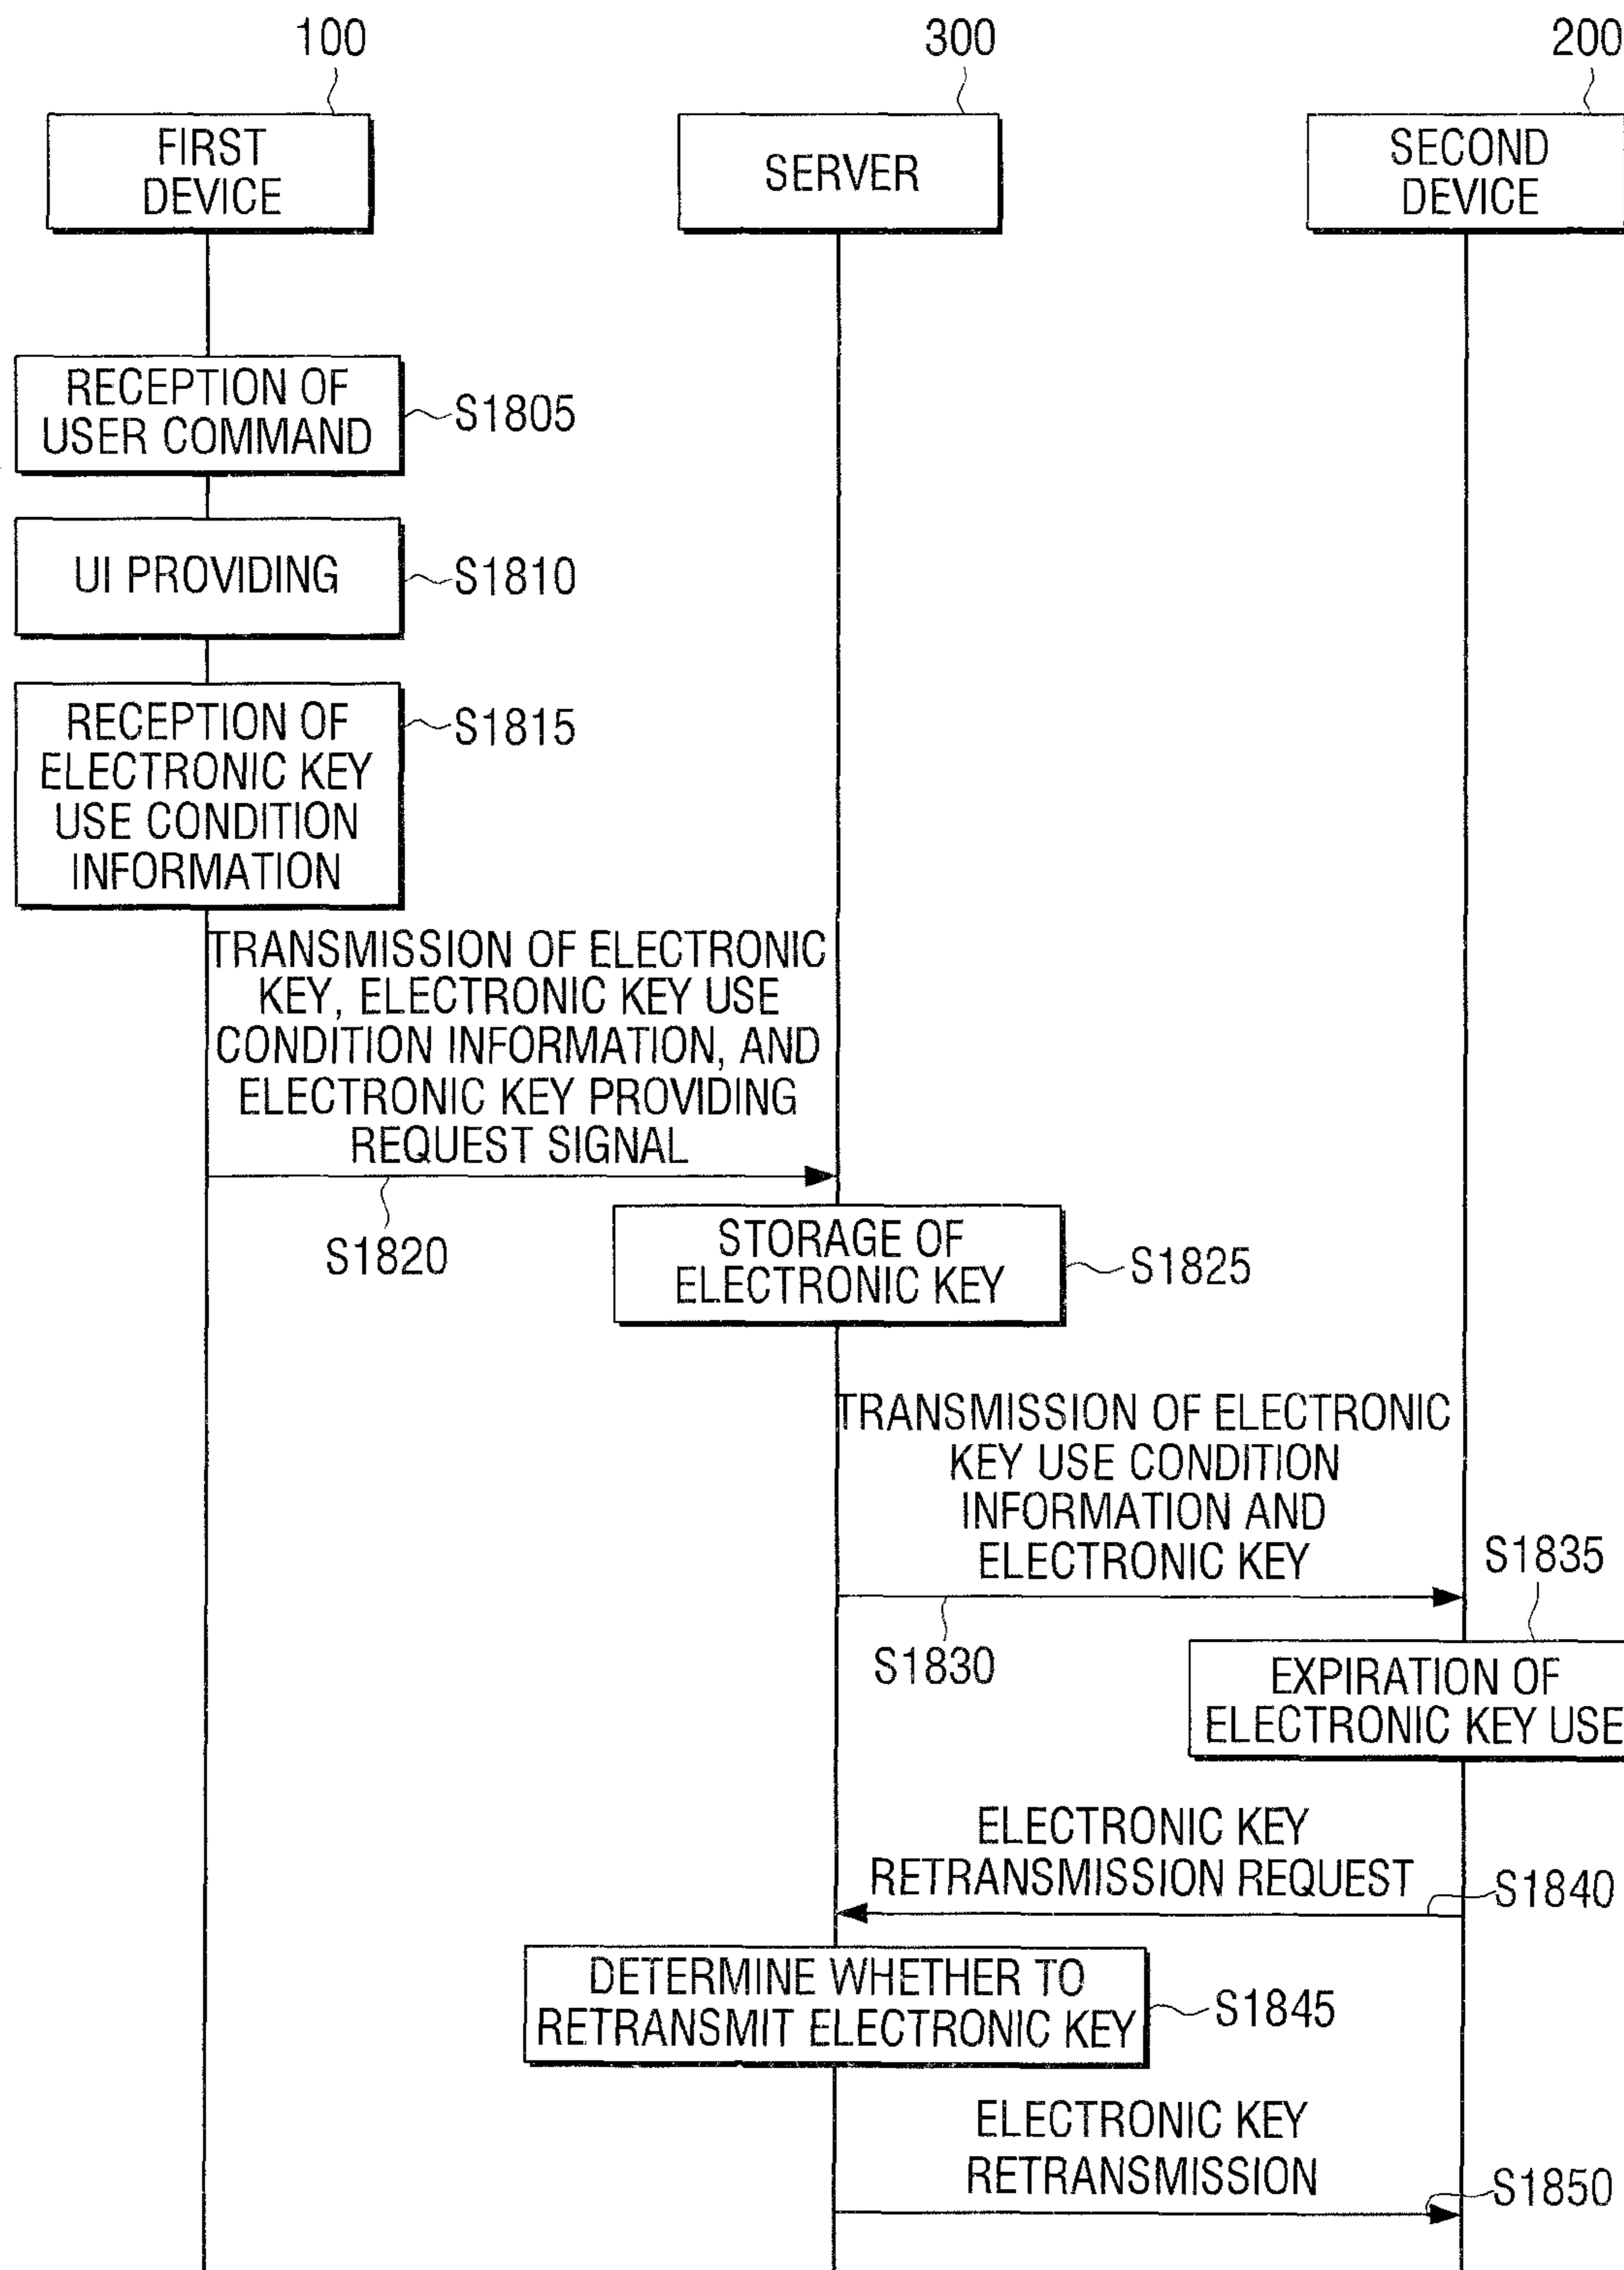 100
300
200
FIRST
DEVICE
SERVER
SECOND
DEVICE
RECEPTION OF
USER COMMAND
S1805
UI PROVIDING
S1810
RECEPTION OF
ELECTRONIC KEY
USE CONDITION
INFORMATION
S1815
TRANSMISSION OF ELECTRONIC
KEY, ELECTRONIC KEY USE
CONDITION INFORMATION, AND
ELECTRONIC KEY PROVIDING
REQUEST SIGNAL
S1820
STORAGE OF
ELECTRONIC KEY
S1825
TRANSMISSION OF ELECTRONIC
KEY USE CONDITION
INFORMATION AND
ELECTRONIC KEY
S1830
S1835
EXPIRATION OF
ELECTRONIC KEY USE
ELECTRONIC KEY
RETRANSMISSION REQUEST
S1840
DETERMINE WHETHER TO
RETRANSMIT ELECTRONIC KEY
S1845
ELECTRONIC KEY
RETRANSMISSION
S1850